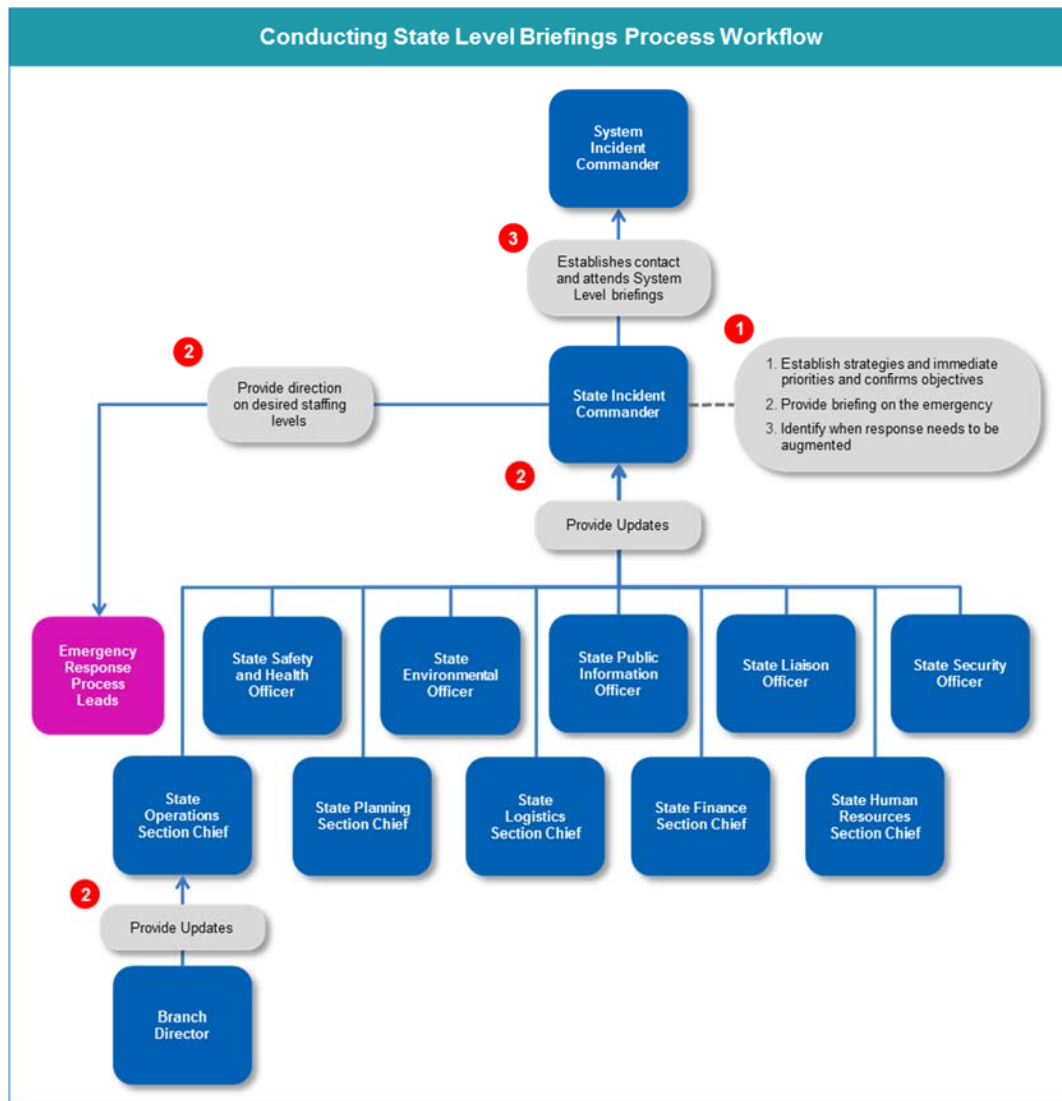 Conducting State Level Briefings Process Workflow
System
Incident
Commander
3
Establishes contact
and attends System
Level briefings
1
2
Provide direction
on desired staffing
levels
State Incident
Commander
1. Establish strategies and immediate
priorities and confirms objectives
2. Provide briefing on the emergency
3. Identify when response needs to be
augmented
2
Provide Updates
Emergency
Response
Process
Leads
State Safety
and Health
Officer
State
Environmental
Officer
State Public
Information
Officer
State Liaison
Officer
State Security
Officer
State
Operations
Section Chief
State Planning
Section Chief
State
Logistics
Section Chief
State Finance
Section Chief
State Human
Resources
Section Chief
2
Provide Updates
Branch
Director